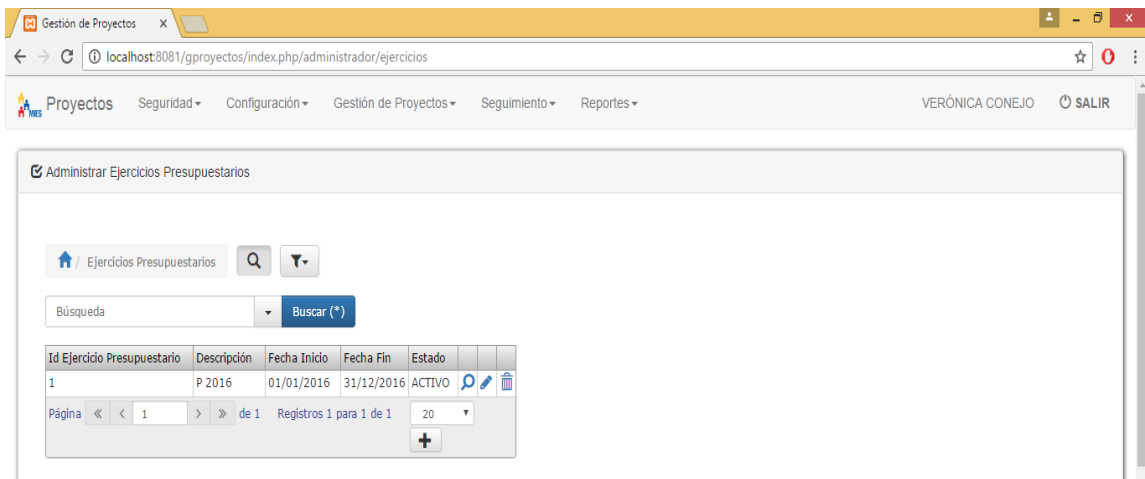 Gestión de Proyectos
localhost:8081/gproyectos/index.php/administrador/ejercicios
MIES Proyectos Seguridad Configuración Gestión de Proyectos Seguimiento Reportes VERÓNICA CONEJO SALIR
Administrar Ejercicios Presupuestarios
/ Ejercicios Presupuestarios
Búsqueda Buscar (*)
Id Ejercicio Presupuestario Descripción Fecha Inicio Fecha Fin Estado
1 P 2016 01/01/2016 31/12/2016 ACTIVO
Página 1 de 1 Registros 1 para 1 de 1 20